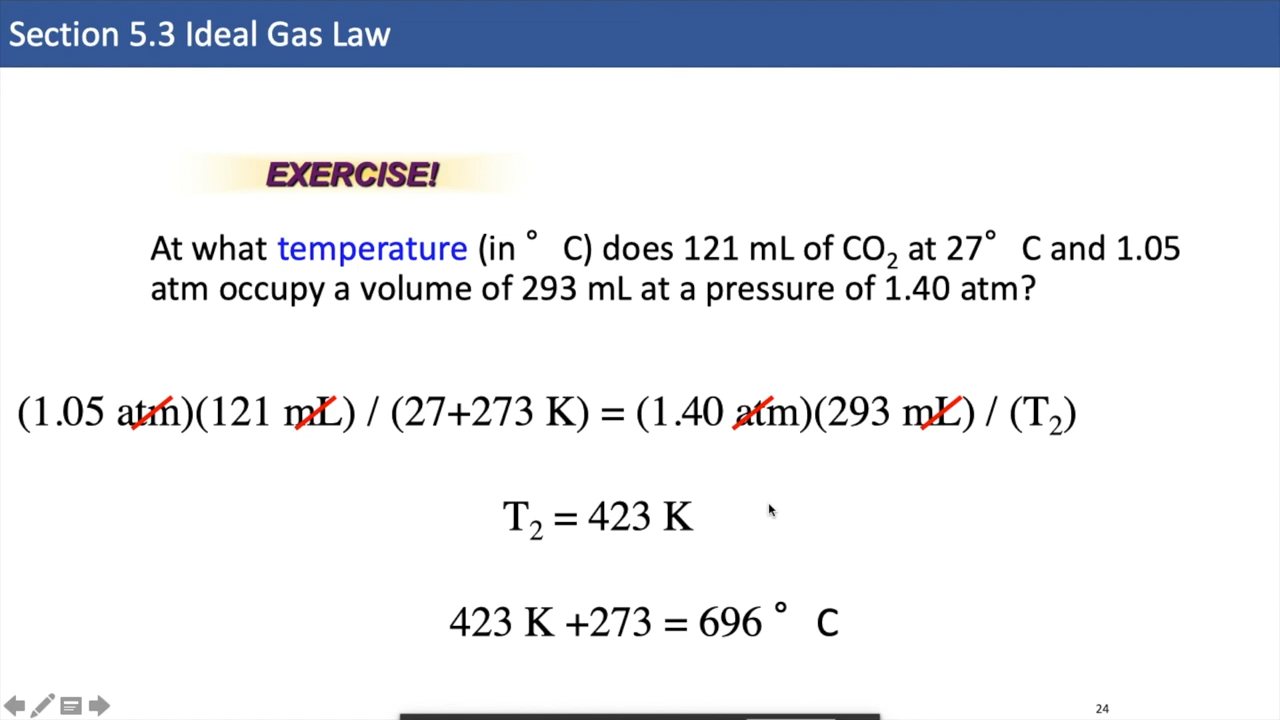 Section 5.3 Ideal Gas Law
EXERCISE!
At what temperature (in ° C) does 121 mL of CO₂ at 27° C and 1.05
atm occupy a volume of 293 mL at a pressure of 1.40 atm?
(1.05 atm)(121 mL) / (27+273 K) = (1.40 atm)(293 mL) / (T₂)
T₂ = 423 K
423 K +273 = 696 ° C
24